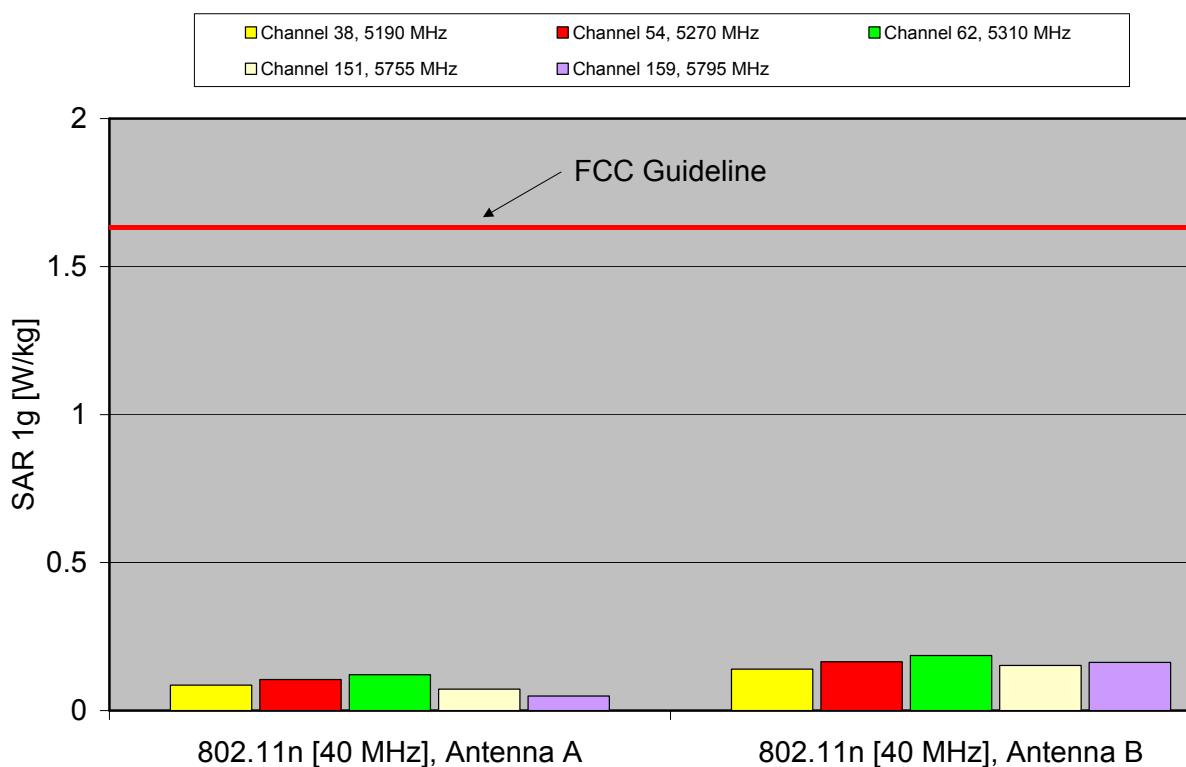 Channel 38, 5190 MHz Channel 54, 5270 MHz Channel 62, 5310 MHz
Channel 151, 5755 MHz Channel 159, 5795 MHz
2
FCC Guideline
1.5
1
0.5
0
SAR 1g [W/kg]
802.11n [40 MHz], Antenna A 802.11n [40 MHz], Antenna B